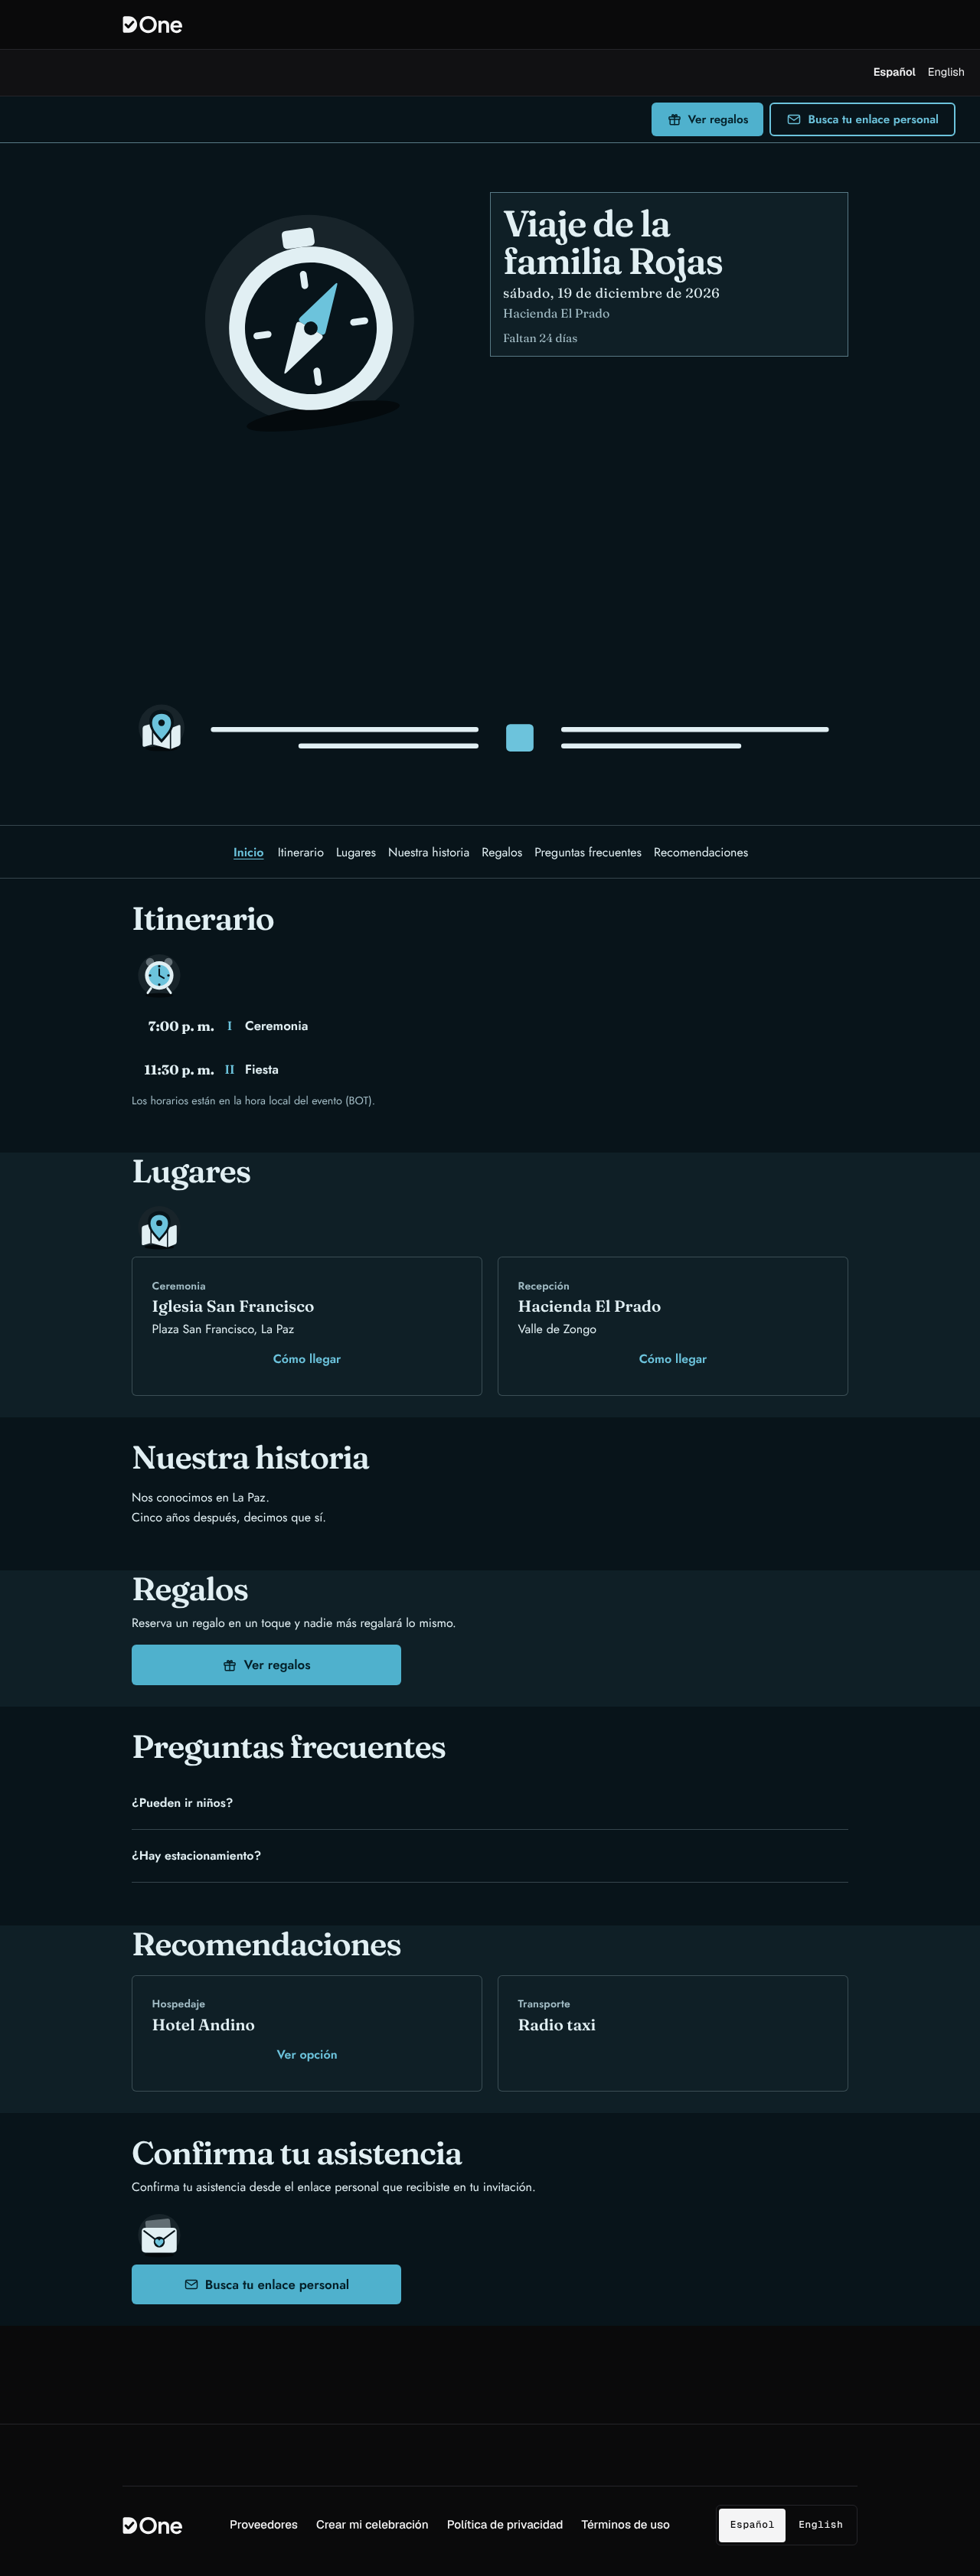 One
Español English
Ver regalos Busca tu enlace personal
Viaje de la
familia Rojas
sábado, 19 de diciembre de 2026
Hacienda El Prado
Faltan 24 días
Inicio Itinerario Lugares Nuestra historia Regalos Preguntas frecuentes Recomendaciones
Itinerario
7:00 p. m. I Ceremonia
11:30 p. m. II Fiesta
Los horarios están en la hora local del evento (BOT).
Lugares
Ceremonia
Iglesia San Francisco
Plaza San Francisco, La Paz
Cómo llegar
Recepción
Hacienda El Prado
Valle de Zongo
Cómo llegar
Nuestra historia
Nos conocimos en La Paz.
Cinco años después, decimos que sí.
Regalos
Reserva un regalo en un toque y nadie más regalará lo mismo.
Ver regalos
Preguntas frecuentes
¿Pueden ir niños?
¿Hay estacionamiento?
Recomendaciones
Hospedaje
Hotel Andino
Ver opción
Transporte
Radio taxi
Confirma tu asistencia
Confirma tu asistencia desde el enlace personal que recibiste en tu invitación.
Busca tu enlace personal
One
Proveedores Crear mi celebración Política de privacidad Términos de uso
Español English